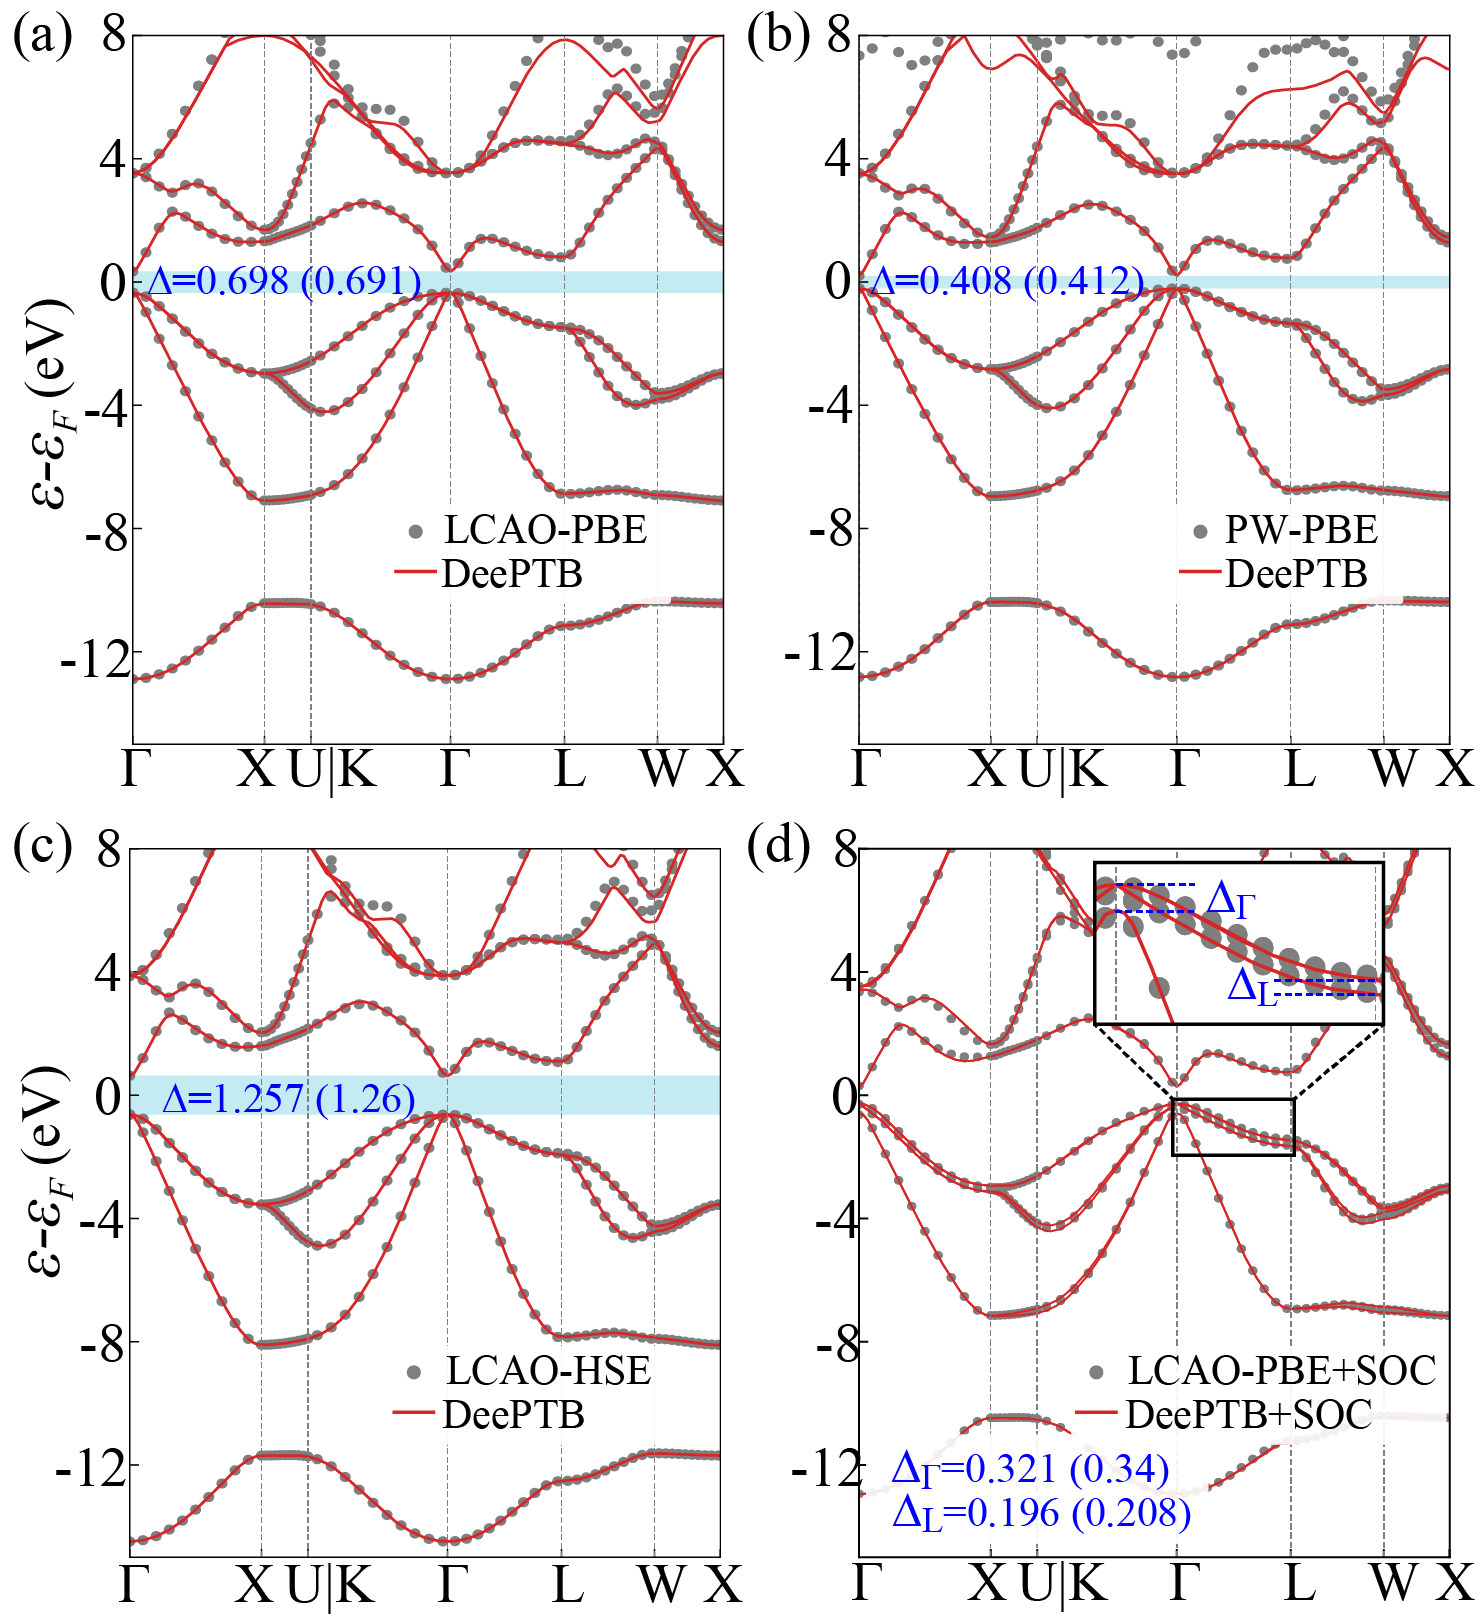 (a)
8
4
0
-4
-8
-12
ε-ε_F (eV)
Δ=0.698 (0.691)
LCAO-PBE
DeePTB
Γ X U|K Γ L W X
(b)
8
4
0
-4
-8
-12
Δ=0.408 (0.412)
PW-PBE
DeePTB
Γ X U|K Γ L W X
(c)
8
4
0
-4
-8
-12
ε-ε_F (eV)
Δ=1.257 (1.26)
LCAO-HSE
DeePTB
Γ X U|K Γ L W X
(d)
8
4
0
-4
-8
-12
Δ_Γ
Δ_L
LCAO-PBE+SOC
DeePTB+SOC
Δ_Γ=0.321 (0.34)
Δ_L=0.196 (0.208)
Γ X U|K Γ L W X